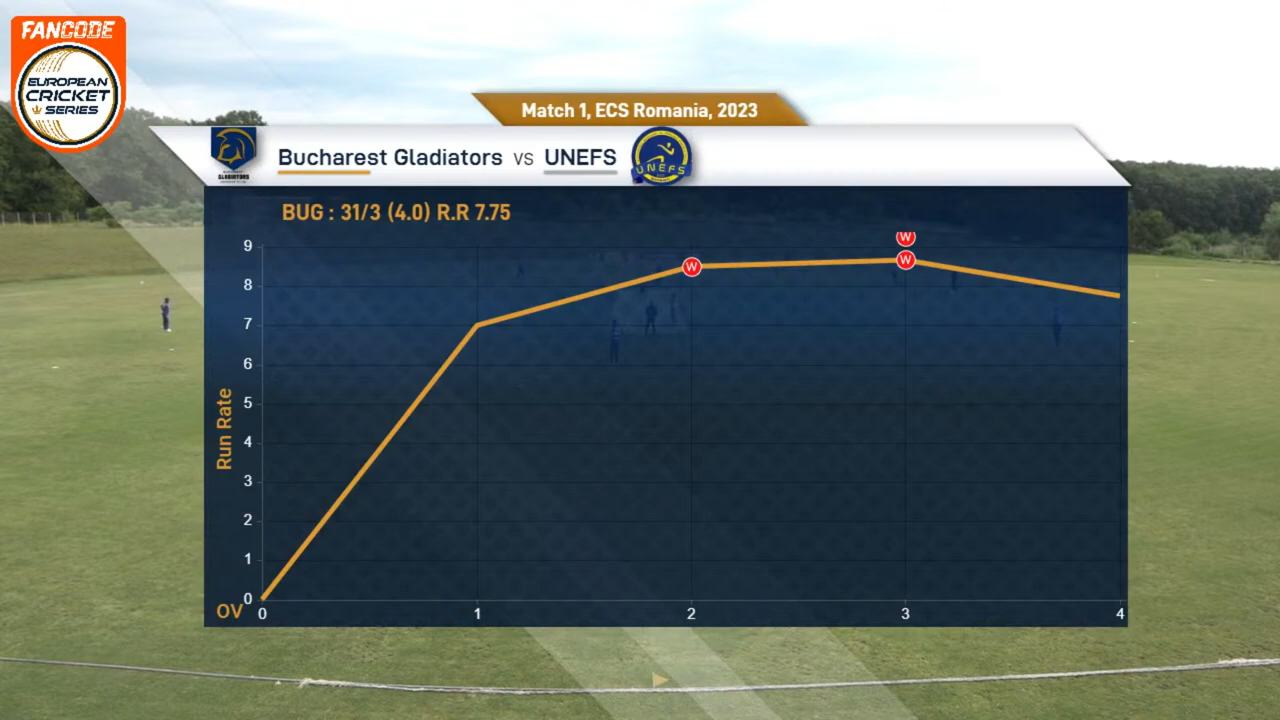 FANCODE
EUROPEAN
CRICKET
SERIES
Match 1, ECS Romania, 2023
Bucharest Gladiators vs UNEFS
GLADIATORS
UNEFS
BUG : 31/3 (4.0) R.R 7.75
W
W
W
9
8
7
6
5
4
3
2
1
0
Run Rate
OV
0 1 2 3 4